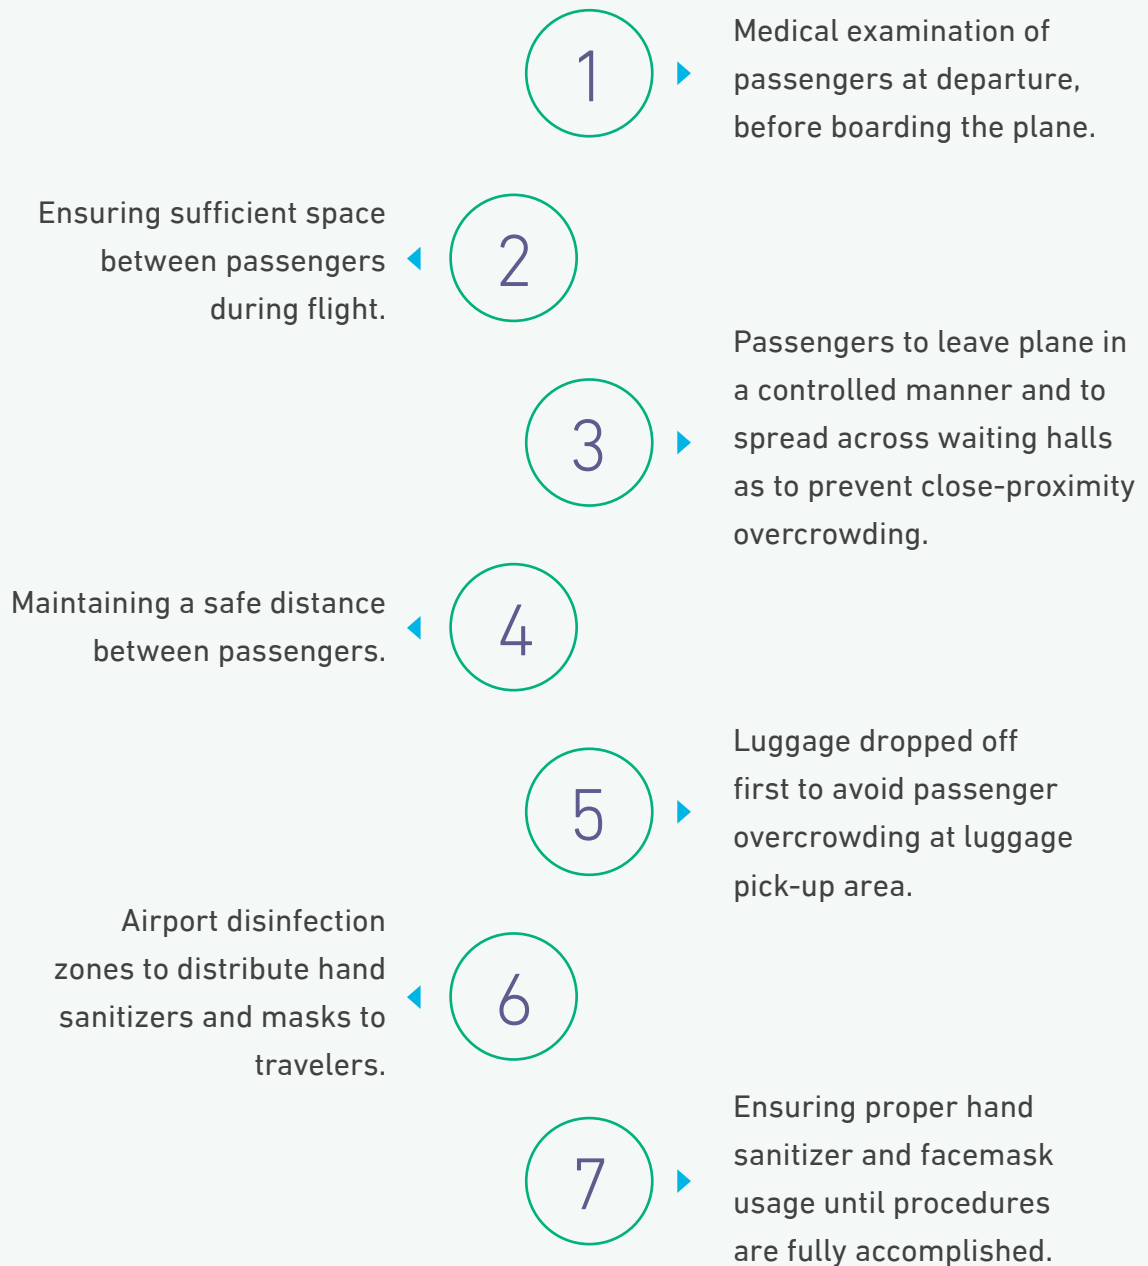 1
Medical examination of
passengers at departure,
before boarding the plane.
2
Ensuring sufficient space
between passengers
during flight.
3
Passengers to leave plane in
a controlled manner and to
spread across waiting halls
as to prevent close-proximity
overcrowding.
4
Maintaining a safe distance
between passengers.
5
Luggage dropped off
first to avoid passenger
overcrowding at luggage
pick-up area.
6
Airport disinfection
zones to distribute hand
sanitizers and masks to
travelers.
7
Ensuring proper hand
sanitizer and facemask
usage until procedures
are fully accomplished.